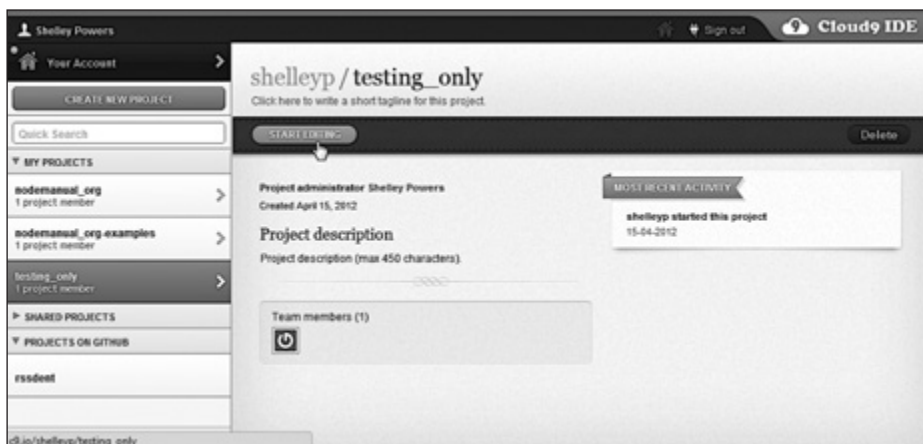 Shelley Powers
Sign out
Cloud9 IDE
Your Account
CREATE NEW PROJECT
Quick Search
MY PROJECTS
nodemanual_org
1 project member
nodemanual_org-examples
1 project member
testing_only
1 project member
SHARED PROJECTS
PROJECTS ON GITHUB
rssdent
c9.io/shelleyp/testing_only
shelleyp / testing_only
Click here to write a short tagline for this project.
START EDITING
Delete
Project administrator Shelley Powers
Created April 15, 2012
Project description
Project description (max 450 characters).
Team members (1)
MOST RECENT ACTIVITY
shelleyp started this project
15-04-2012